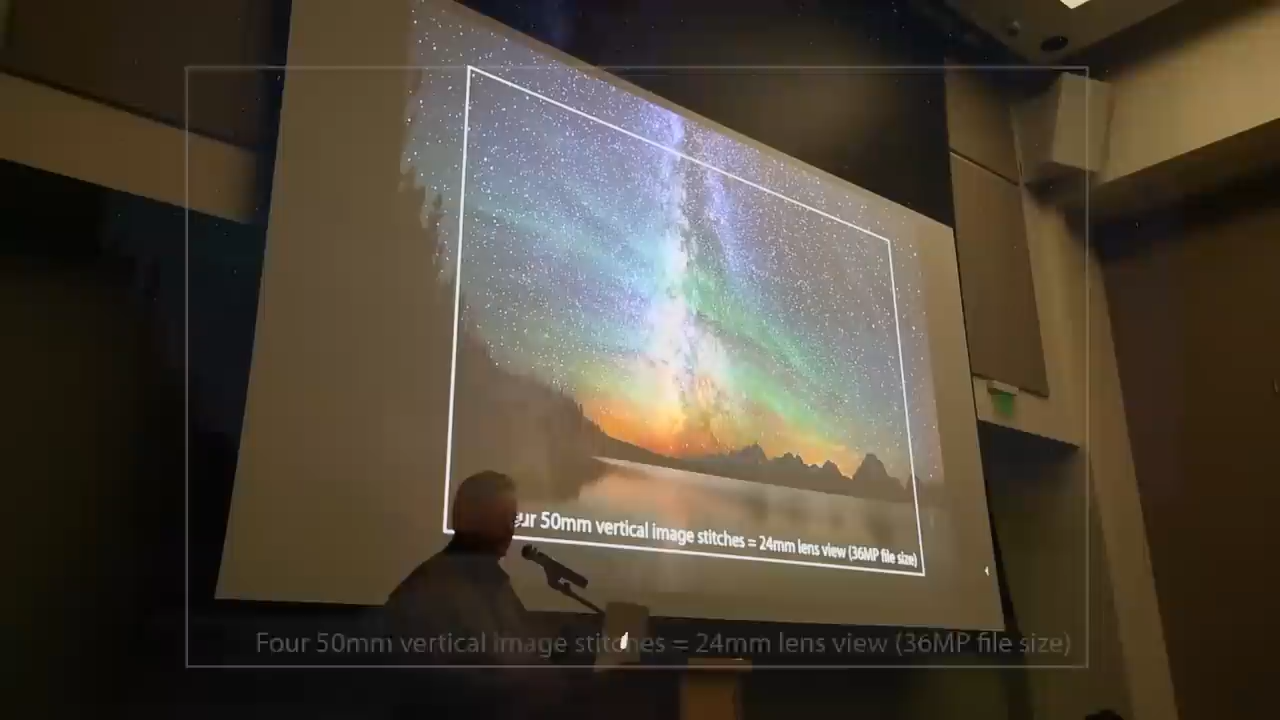 ur 50mm vertical image stitches = 24mm lens view (36MP file size)
Four 50mm vertical image stitches = 24mm lens view (36MP file size)